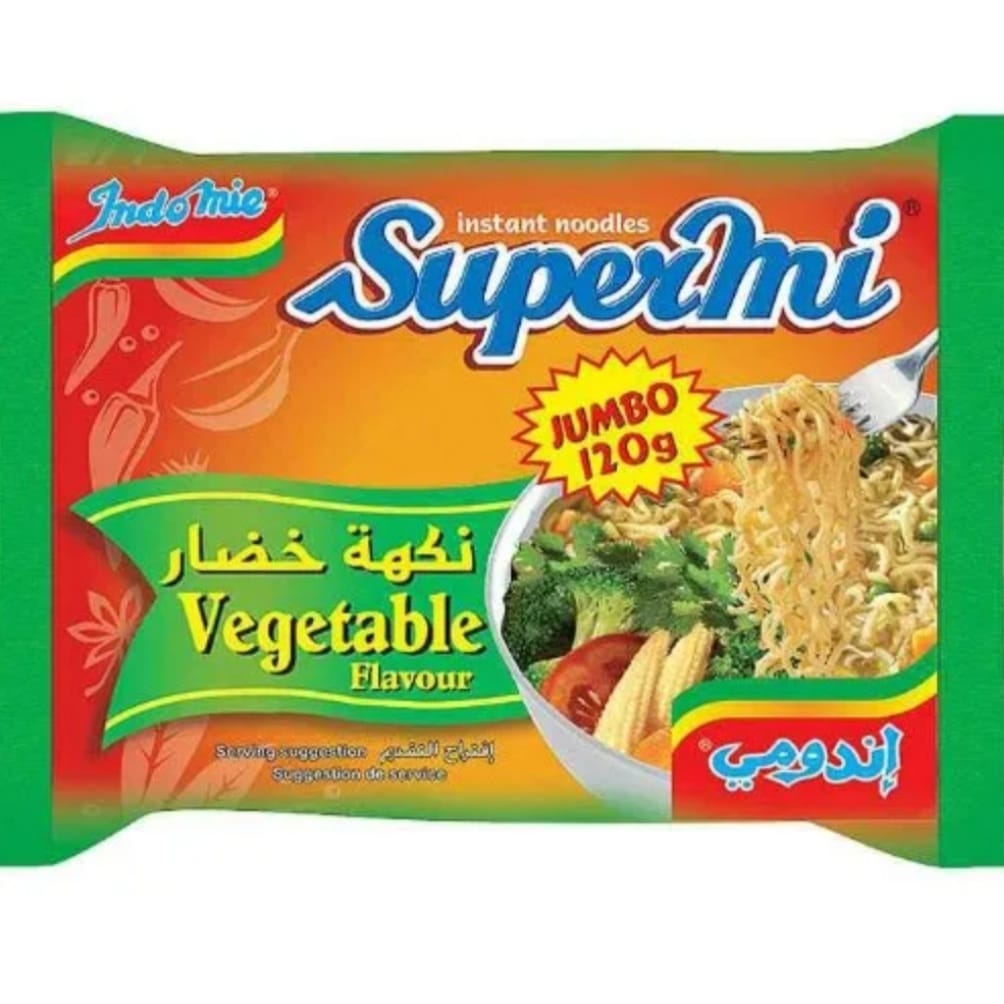 Indomie
instant noodles
SuperMi®
JUMBO
120g
نكهة خضار
Vegetable
Flavour
Serving suggestion إقتراح التقديم
Suggestion de service
إندومي®